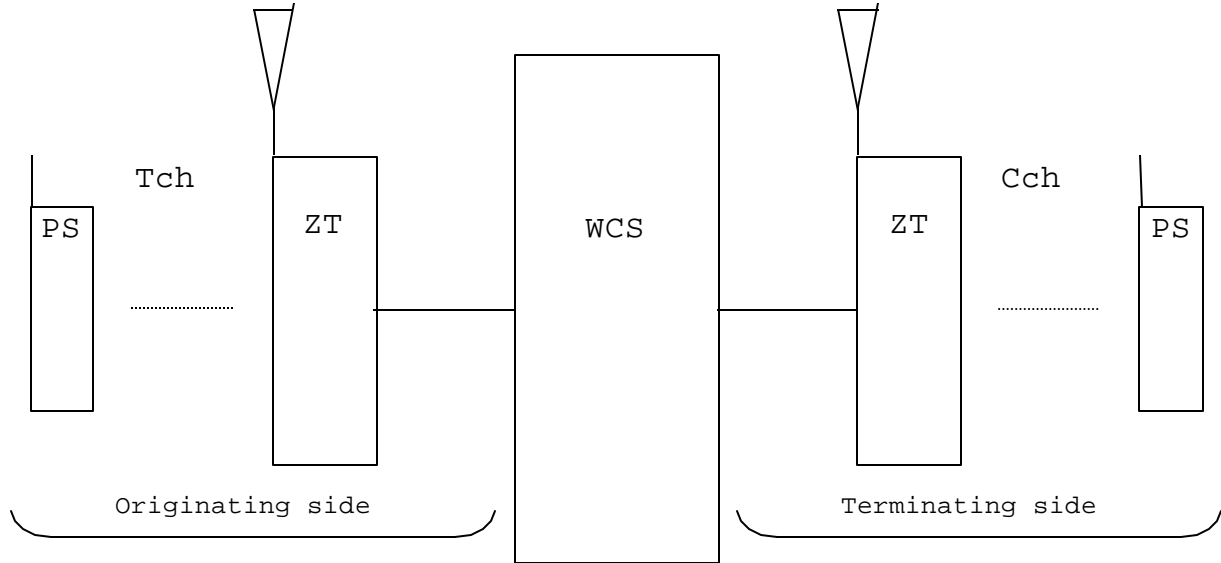 Tch
Cch
PS
ZT
WCS
ZT
PS
Originating side
Terminating side